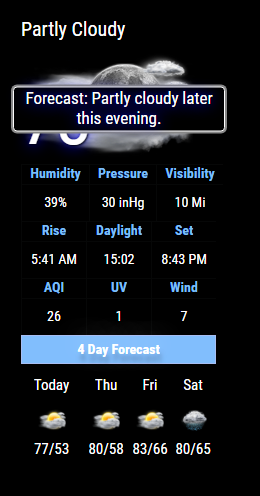 Partly Cloudy
Forecast: Partly cloudy later
this evening.
Humidity Pressure Visibility
39% 30 inHg 10 Mi
Rise Daylight Set
5:41 AM 15:02 8:43 PM
AQI UV Wind
26 1 7
4 Day Forecast
Today Thu Fri Sat
77/53 80/58 83/66 80/65